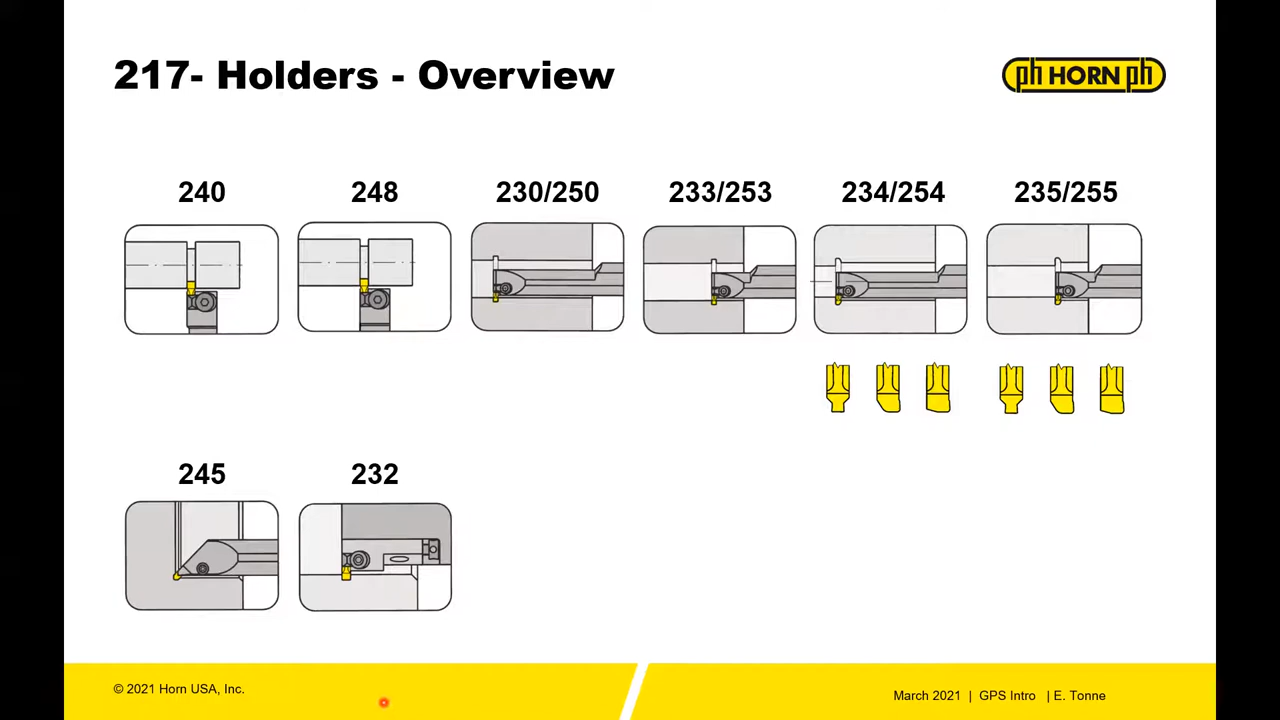 217- Holders - Overview
ph HORN ph
240
248
230/250
233/253
234/254
235/255
245
232
© 2021 Horn USA, Inc.
March 2021 | GPS Intro | E. Tonne